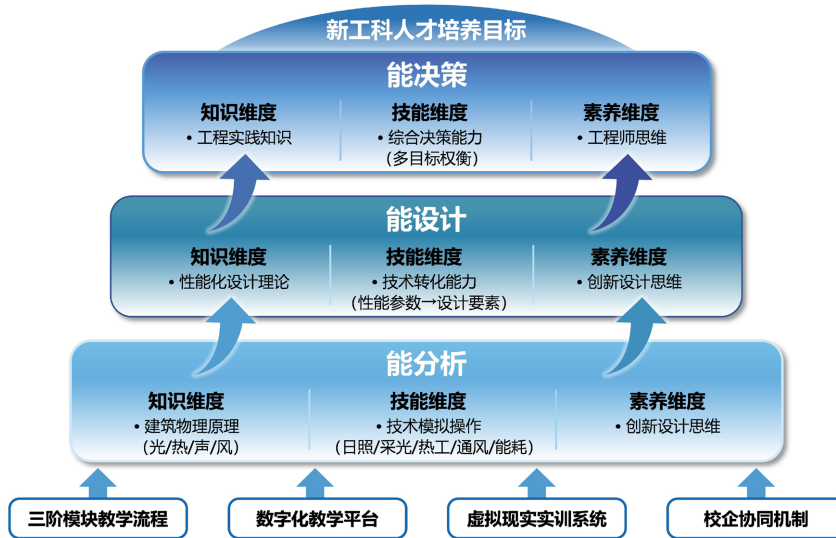 新工科人才培养目标
能决策
知识维度 技能维度 素养维度
• 工程实践知识 • 综合决策能力 • 工程师思维
(多目标权衡)
能设计
知识维度 技能维度 素养维度
• 性能化设计理论 • 技术转化能力 • 创新设计思维
(性能参数→设计要素)
能分析
知识维度 技能维度 素养维度
• 建筑物理原理 • 技术模拟操作 • 创新设计思维
(光/热/声/风) (日照/采光/热工/通风/能耗)
三阶模块教学流程 数字化教学平台 虚拟现实实训系统 校企协同机制